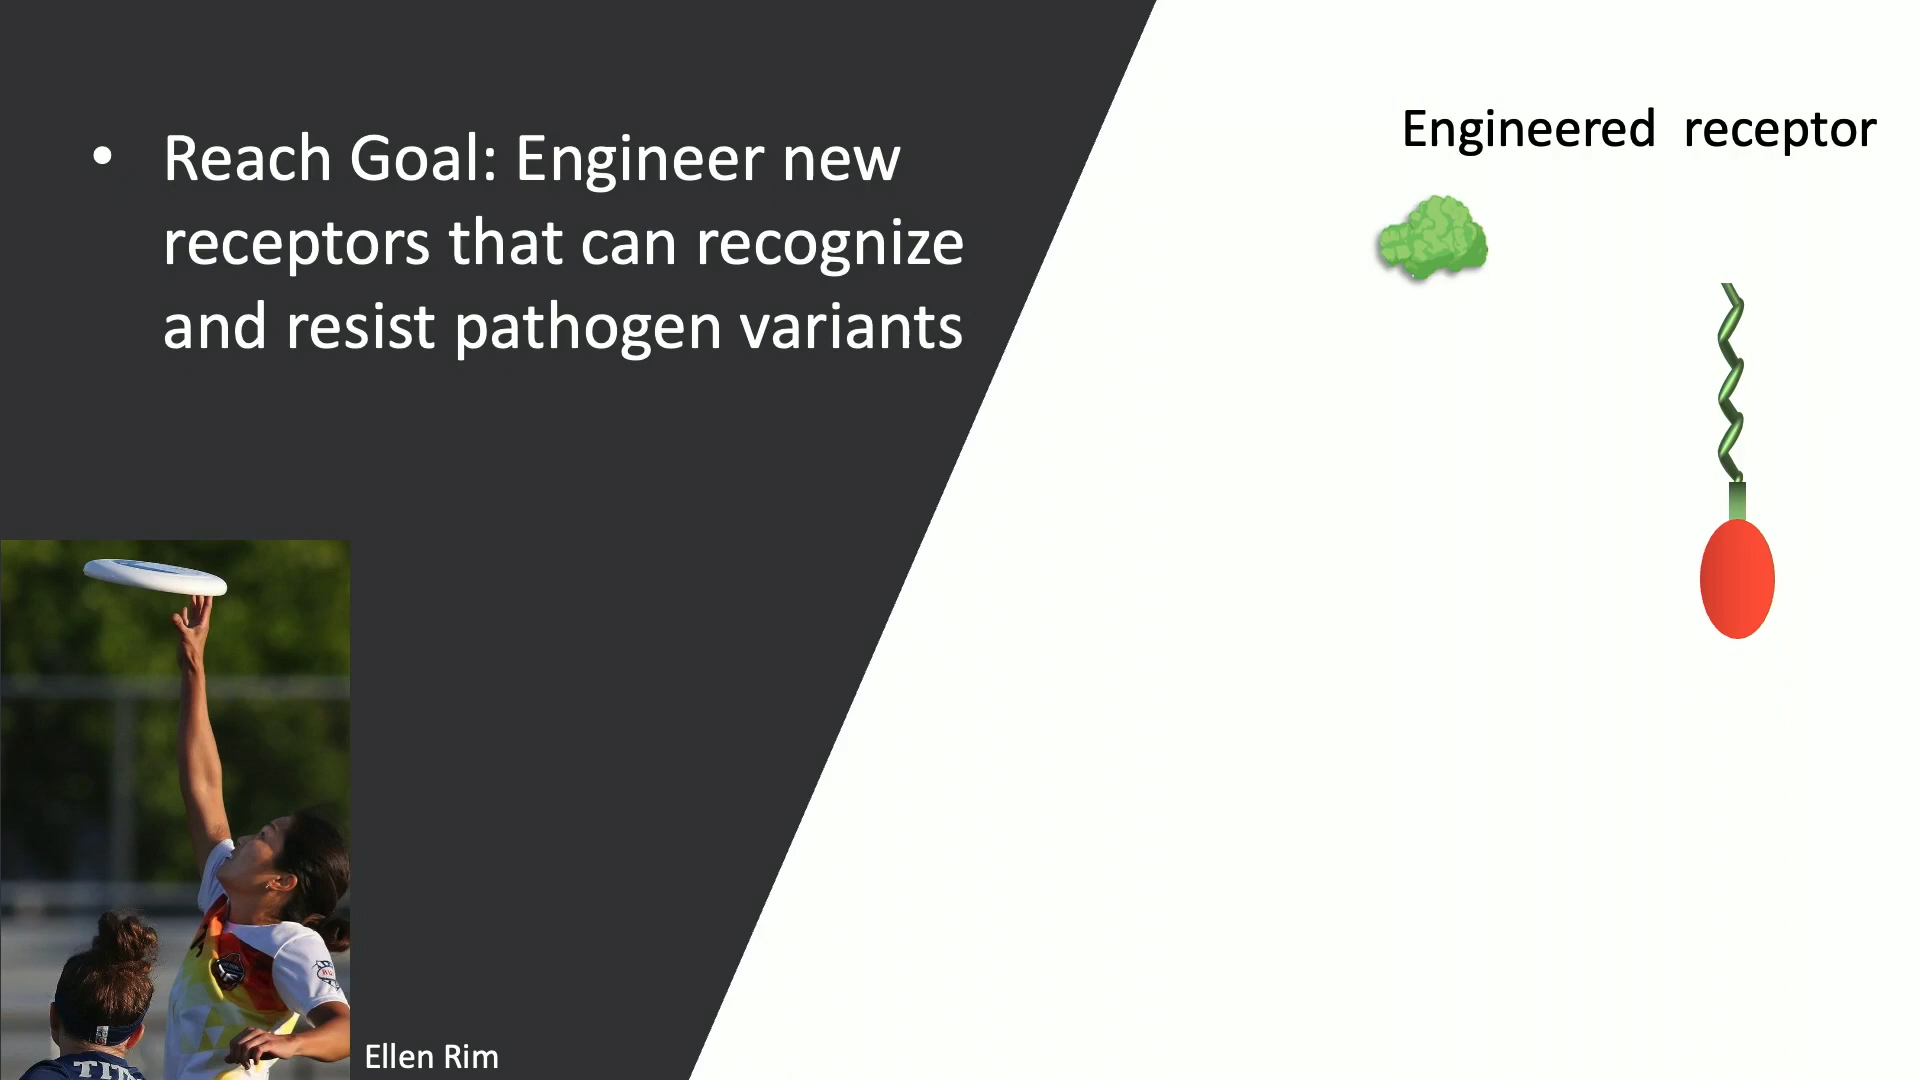 • Reach Goal: Engineer new
receptors that can recognize
and resist pathogen variants
Engineered receptor
Ellen Rim